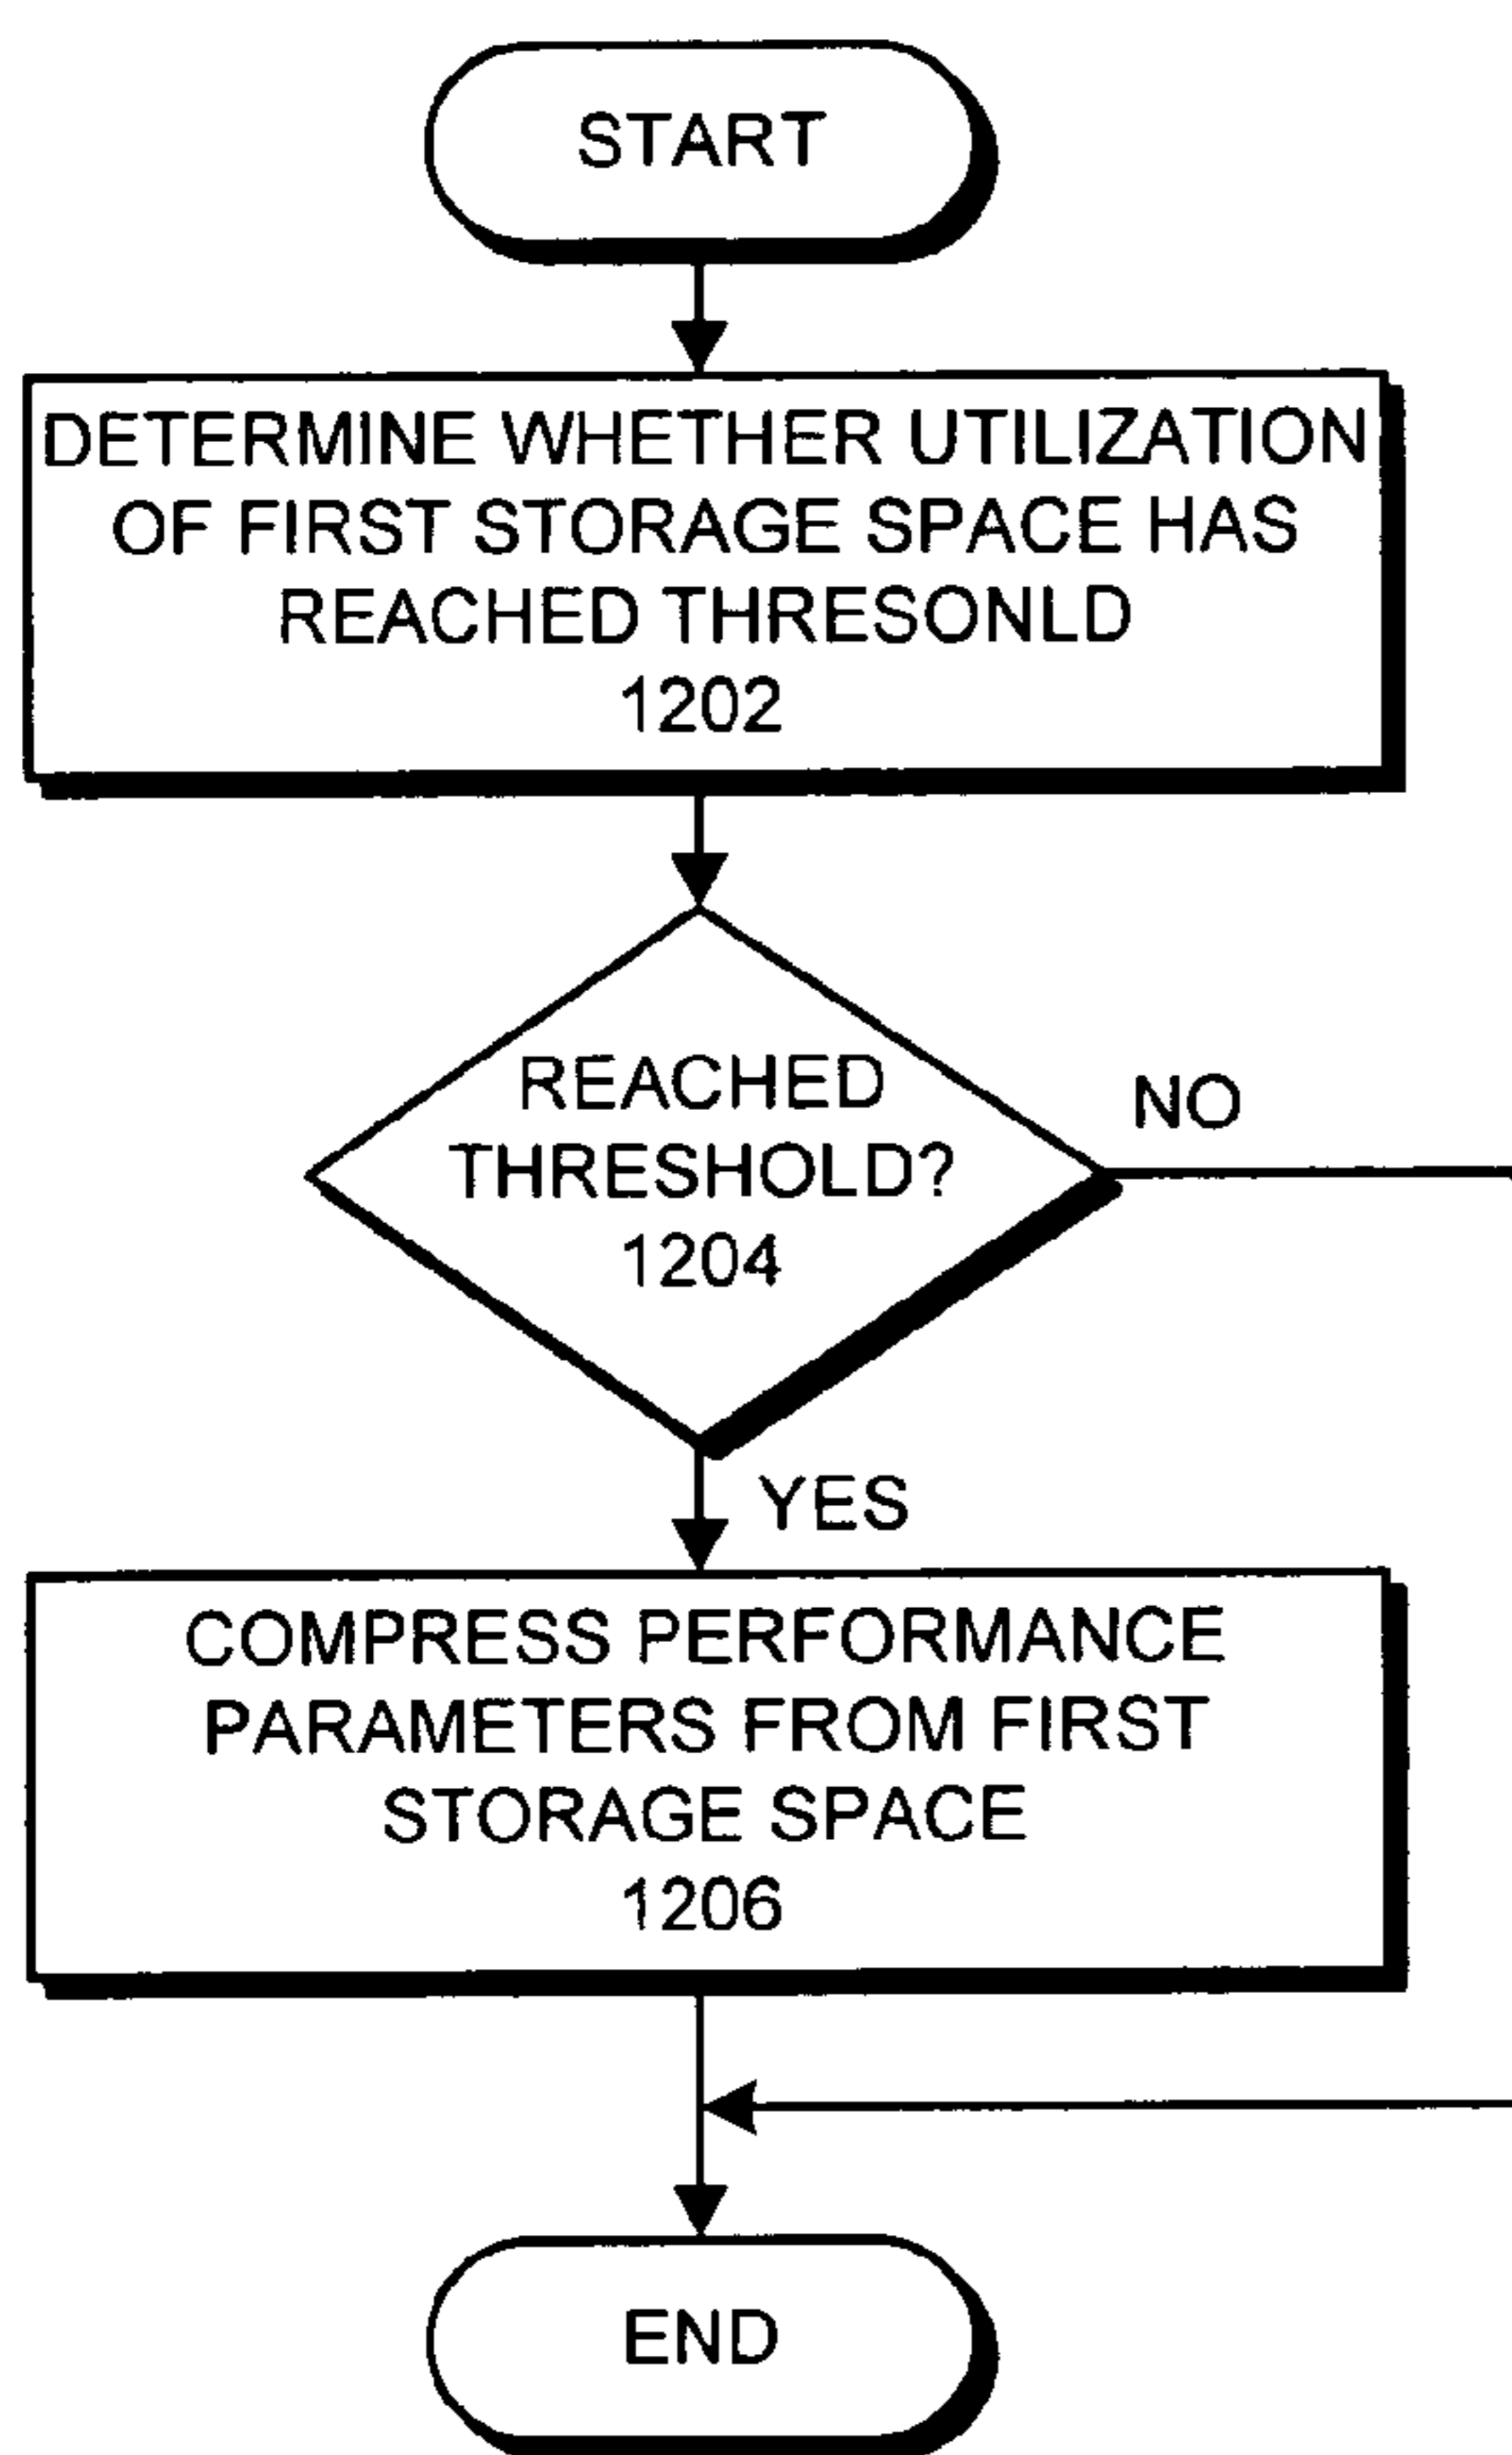 START
DETERMINE WHETHER UTILIZATION
OF FIRST STORAGE SPACE HAS
REACHED THRESONLD
1202
REACHED
THRESHOLD?
1204
NO
YES
COMPRESS PERFORMANCE
PARAMETERS FROM FIRST
STORAGE SPACE
1206
END